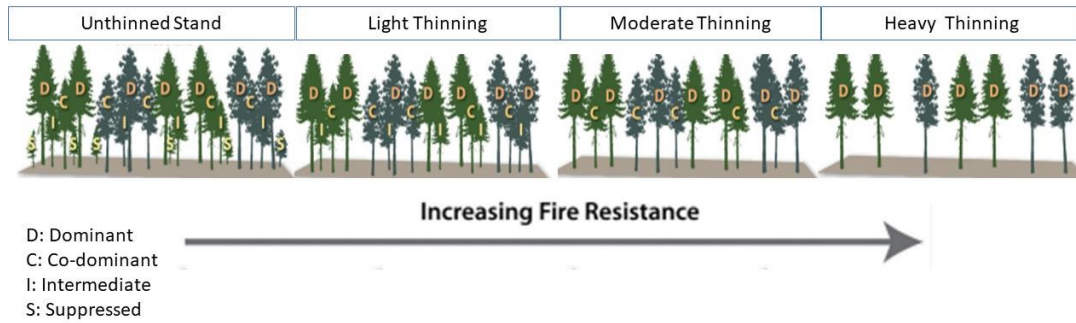 Unthinned Stand
Light Thinning
Moderate Thinning
Heavy Thinning
D D D D D D D
C C C C C
I I I I
S S S S S S
D D D D D D D
C C C C C
I I I I I
D D D D D D D
C C C C C
D D D D D D D
Increasing Fire Resistance
D: Dominant
C: Co-dominant
I: Intermediate
S: Suppressed